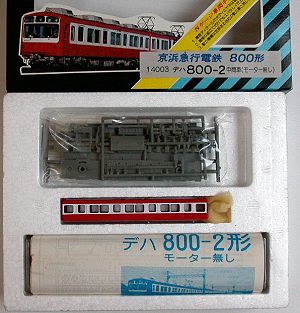 京浜急行電鉄 800形
14003 デハ800-2 中間車(モーター無し)
デハ 800-2形
モーター無し